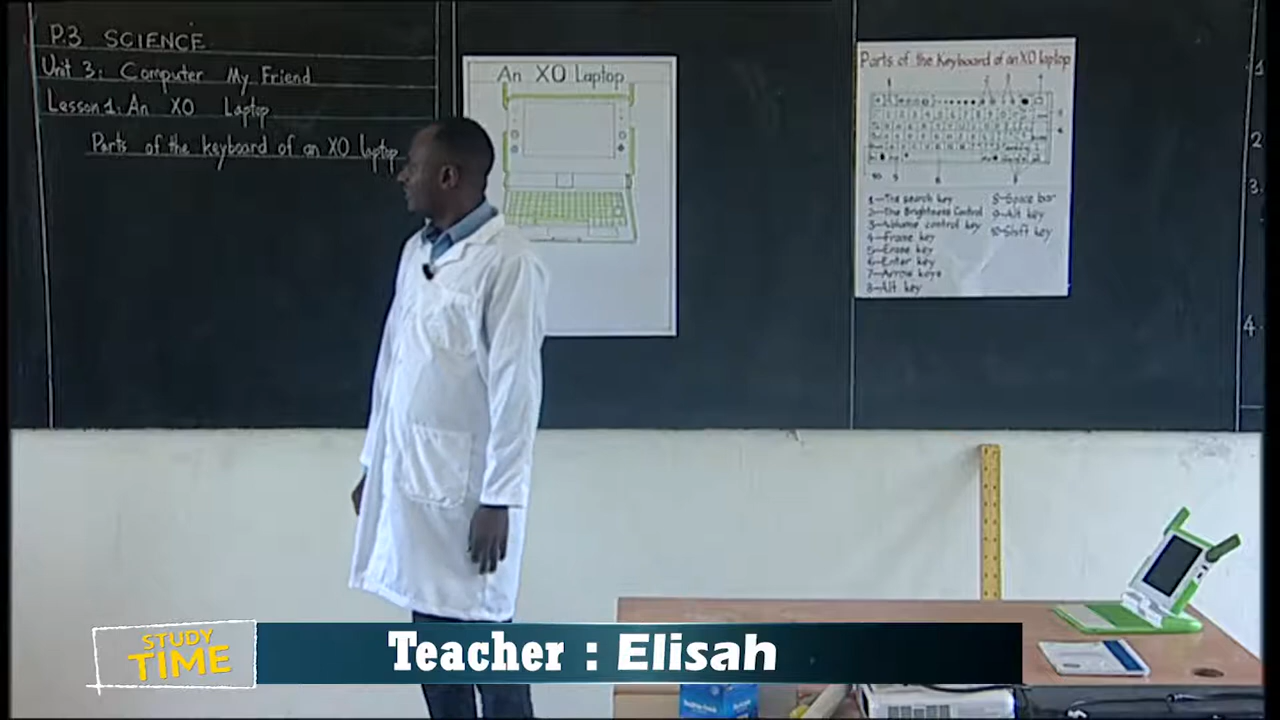 P.3 SCIENCE
Unit 3: Computer My Friend
Lesson 1: An XO Laptop
Parts of the keyboard of an XO laptop
An XO Laptop
Parts of the Keyboard of an XO laptop
1-The search key
2-The Brightness Control
3-Volume control key
4-Frame key
5-Erase key
6-Enter key
7-Arrow keys
8-Alt key
8-Space bar
9-Alt key
10-Shift key
1
2
3.
4.
STUDY
TIME
Teacher : Elisah